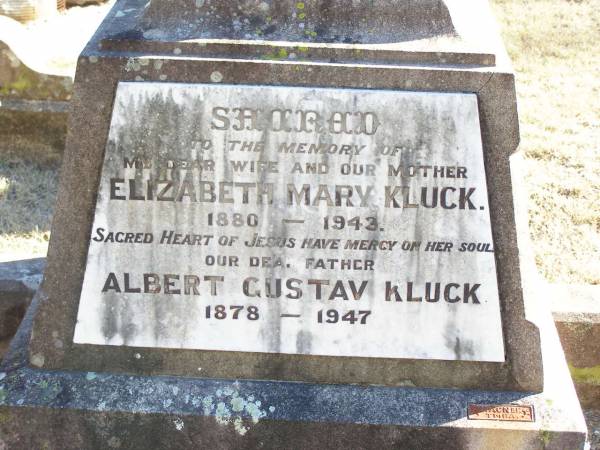 SACRED
TO THE MEMORY OF
MY DEAR WIFE AND OUR MOTHER
ELIZABETH MARY KLUCK.
1880 — 1943.
SACRED HEART OF JESUS HAVE MERCY ON HER SOUL.
OUR DEAR FATHER
ALBERT GUSTAV KLUCK
1878 — 1947